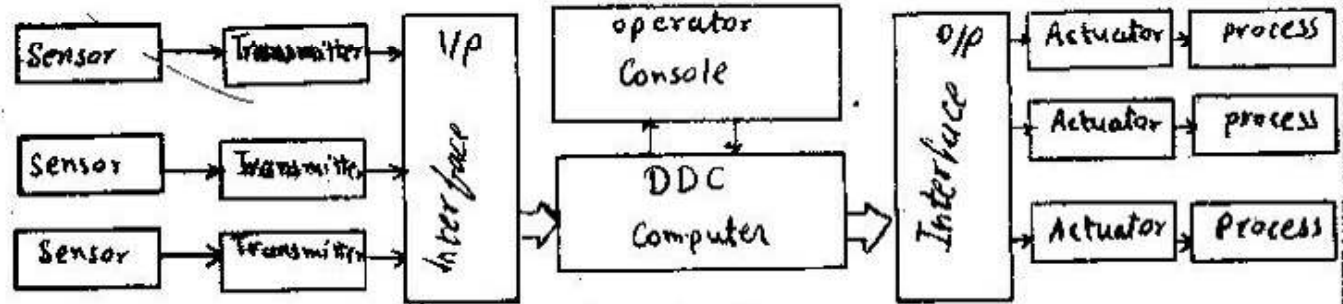 Sensor
Transmitter
Sensor
Transmitter
Sensor
Transmitter
I/P
Interface
operator
Console
DDC
Computer
O/P
Interface
Actuator
process
Actuator
process
Actuator
Process